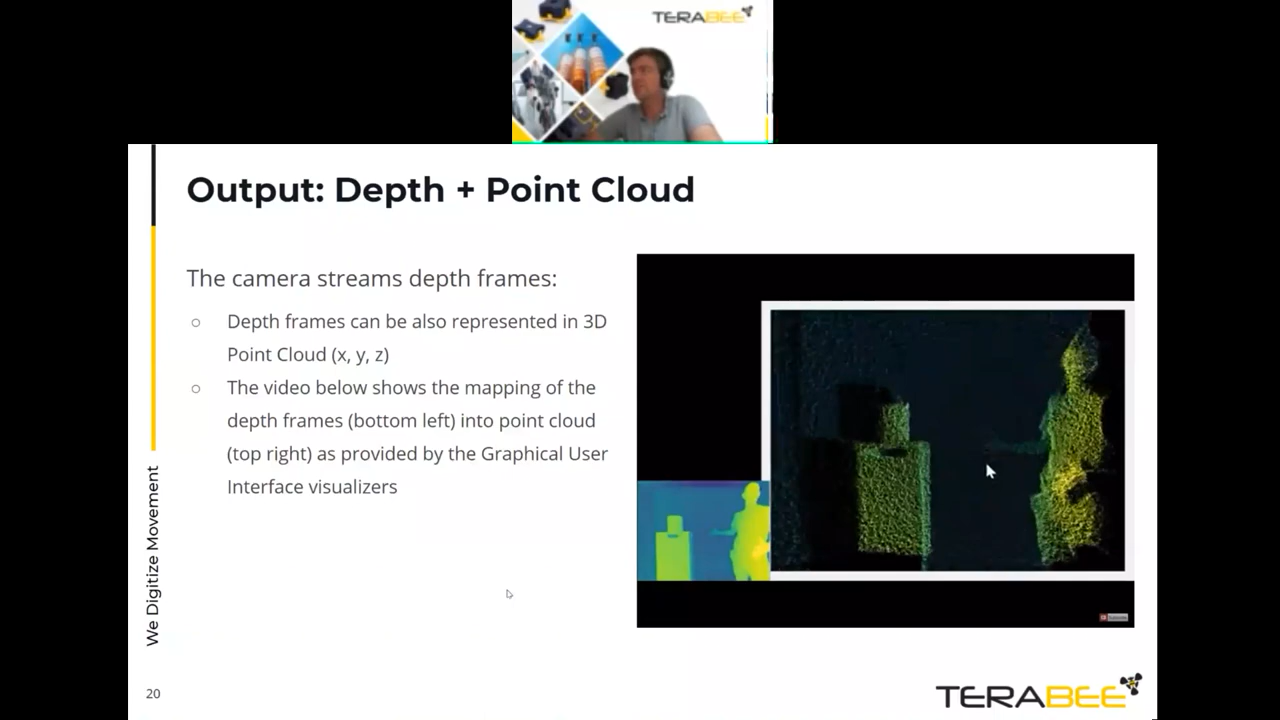 TERABEE
Output: Depth + Point Cloud
The camera streams depth frames:
○ Depth frames can be also represented in 3D
Point Cloud (x, y, z)
○ The video below shows the mapping of the
depth frames (bottom left) into point cloud
(top right) as provided by the Graphical User
Interface visualizers
We Digitize Movement
20
TERABEE